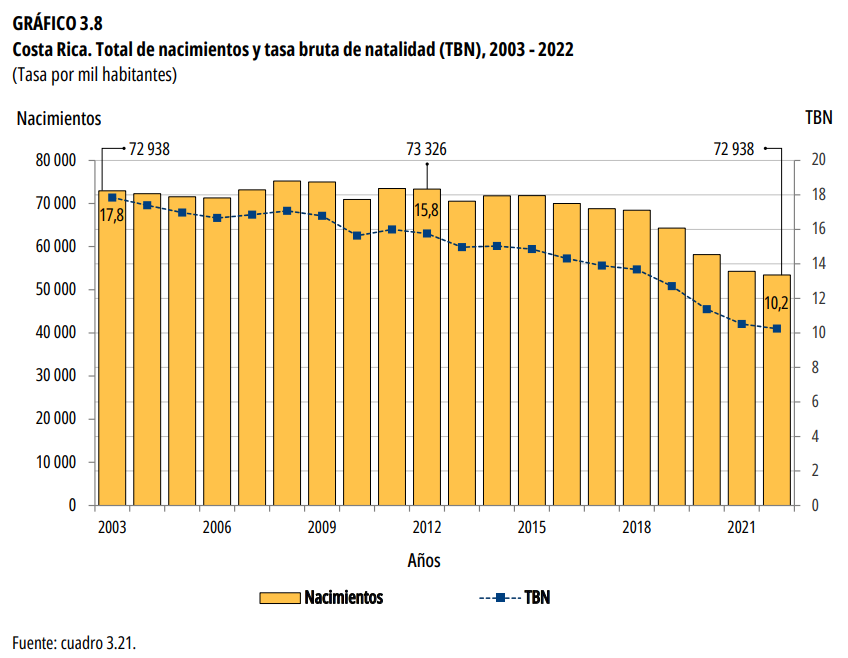 GRÁFICO 3.8
Costa Rica. Total de nacimientos y tasa bruta de natalidad (TBN), 2003 - 2022
(Tasa por mil habitantes)
Nacimientos TBN
72 938 73 326 72 938
80 000 20
70 000 18
17,8 15,8
60 000 16
50 000 14
10,2
40 000 12
30 000 10
20 000 8
10 000 6
0 4
2
0
2003 2006 2009 2012 2015 2018 2021
Años
Nacimientos TBN
Fuente: cuadro 3.21.